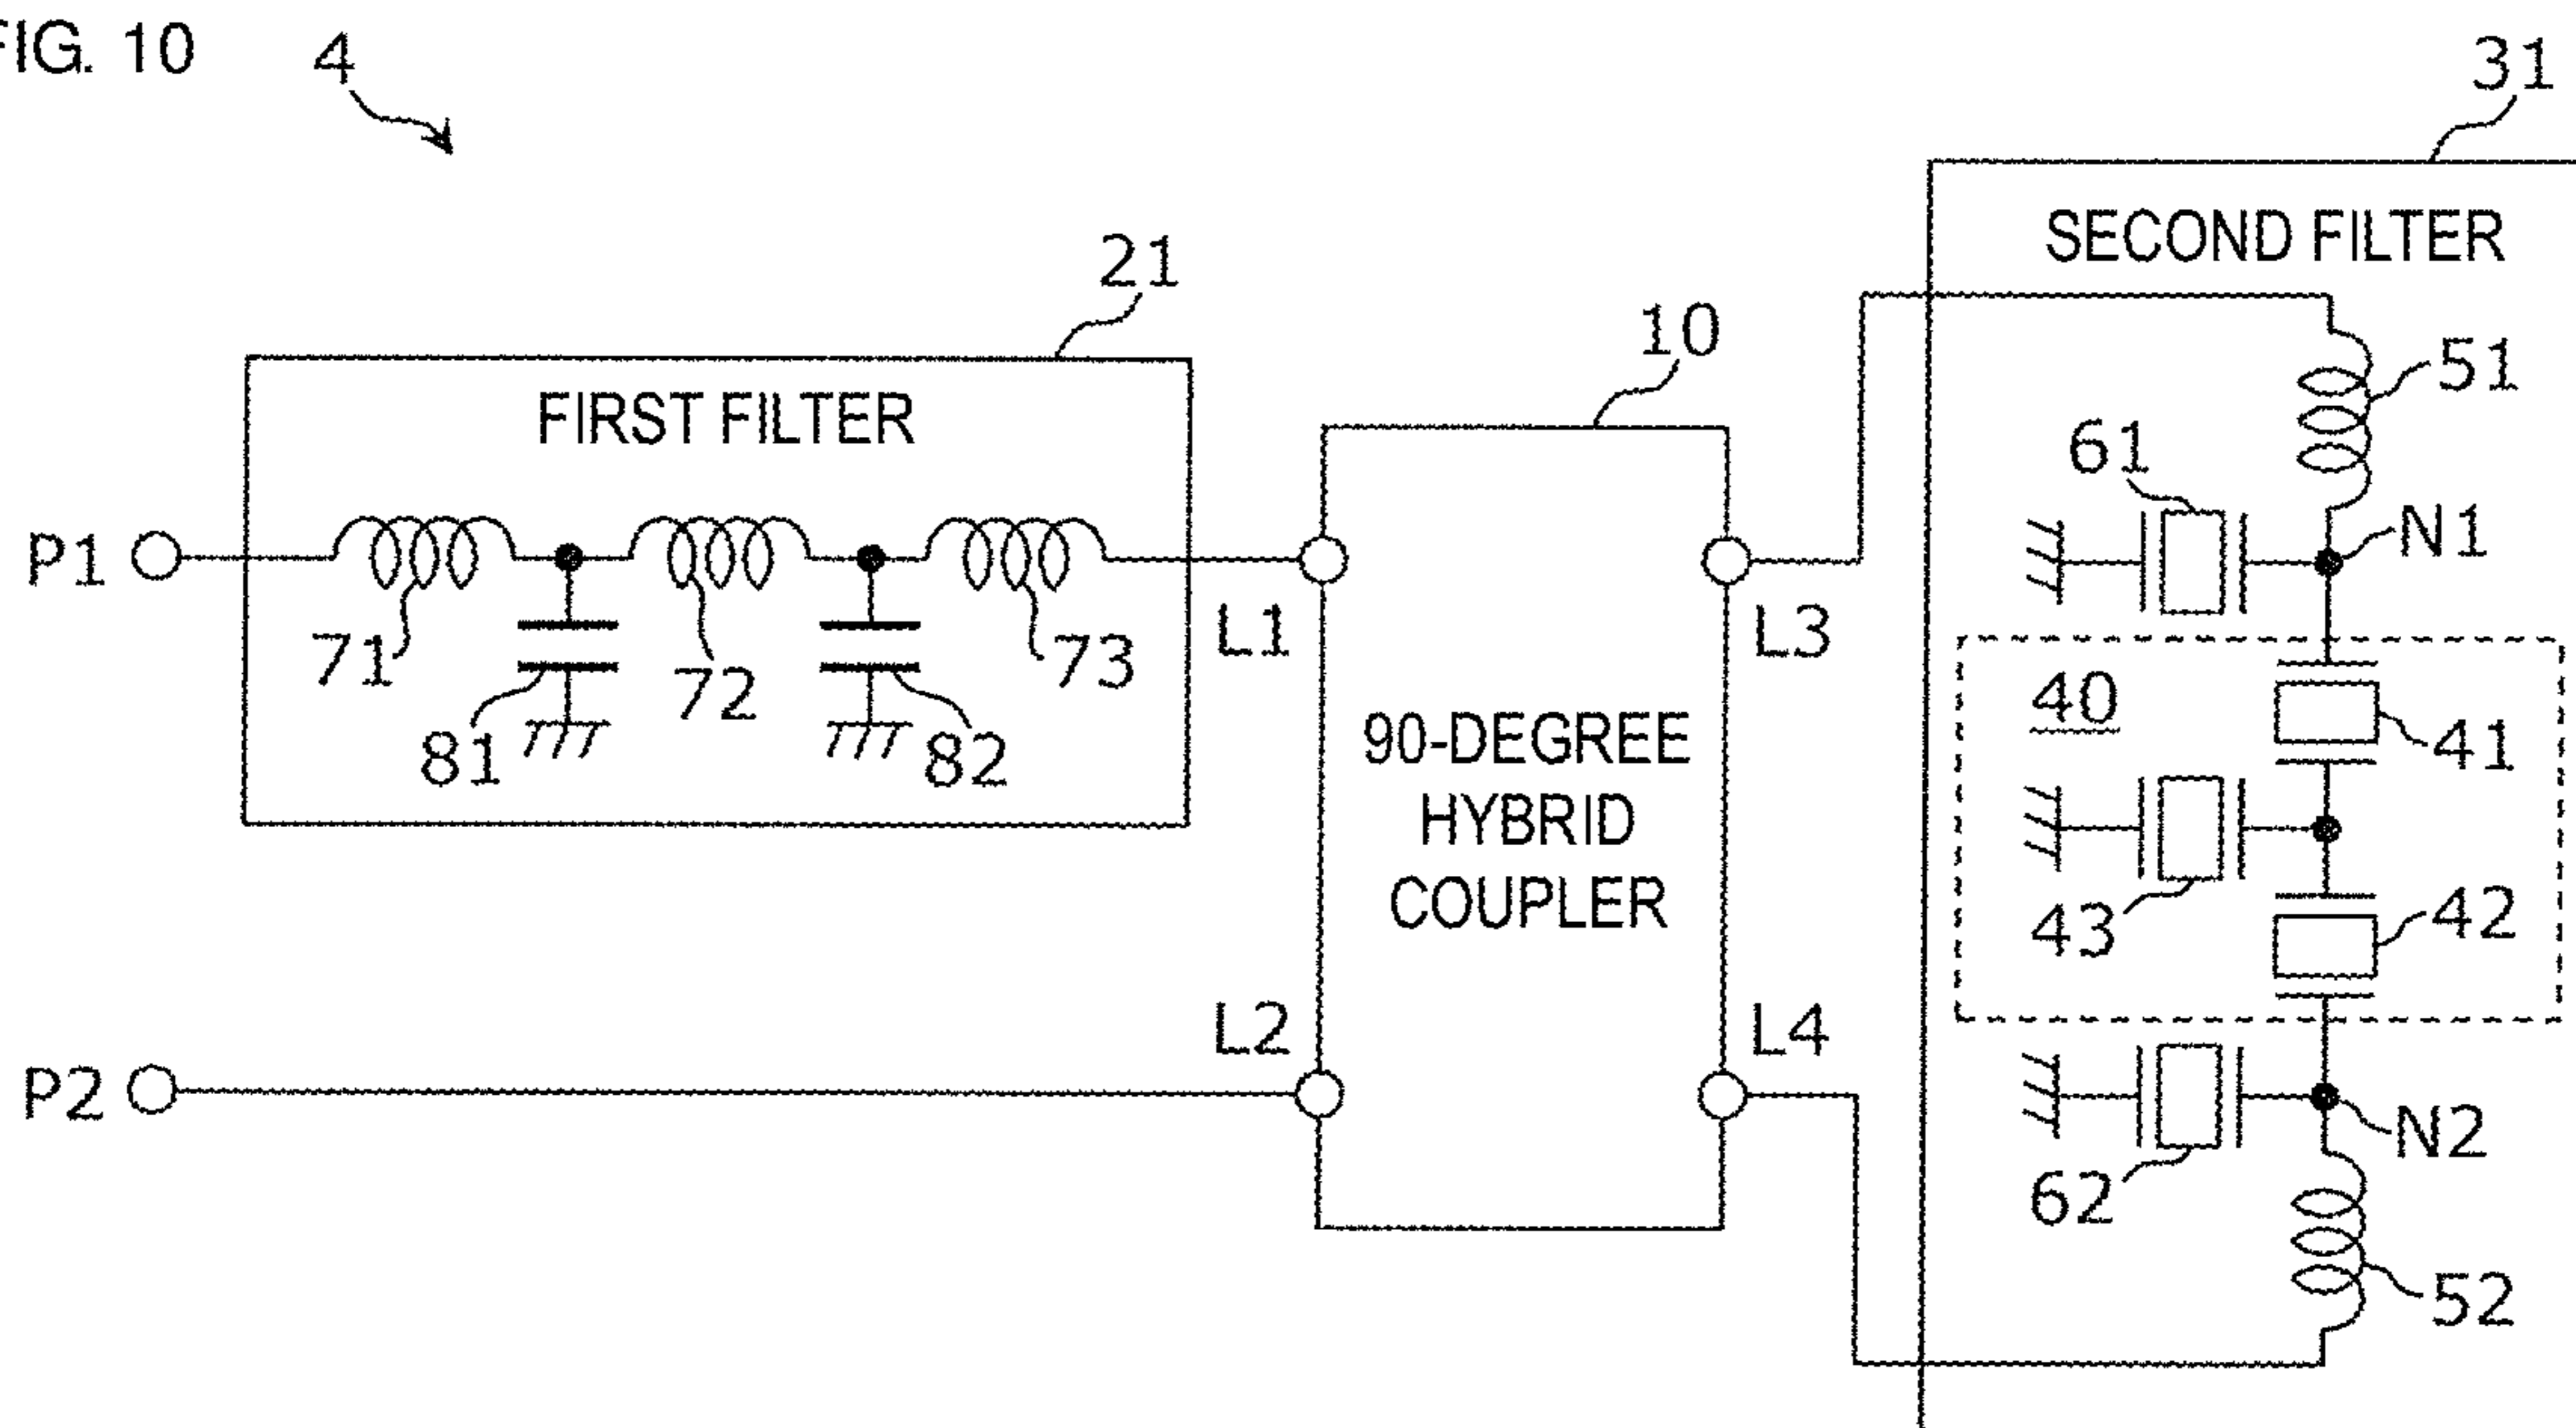 FIG. 10
4
31
SECOND FILTER
21
10
FIRST FILTER
51
61
N1
P1
71
81
72
82
73
L1
L3
40
41
90-DEGREE
HYBRID
COUPLER
43
42
L2
L4
P2
62
N2
52